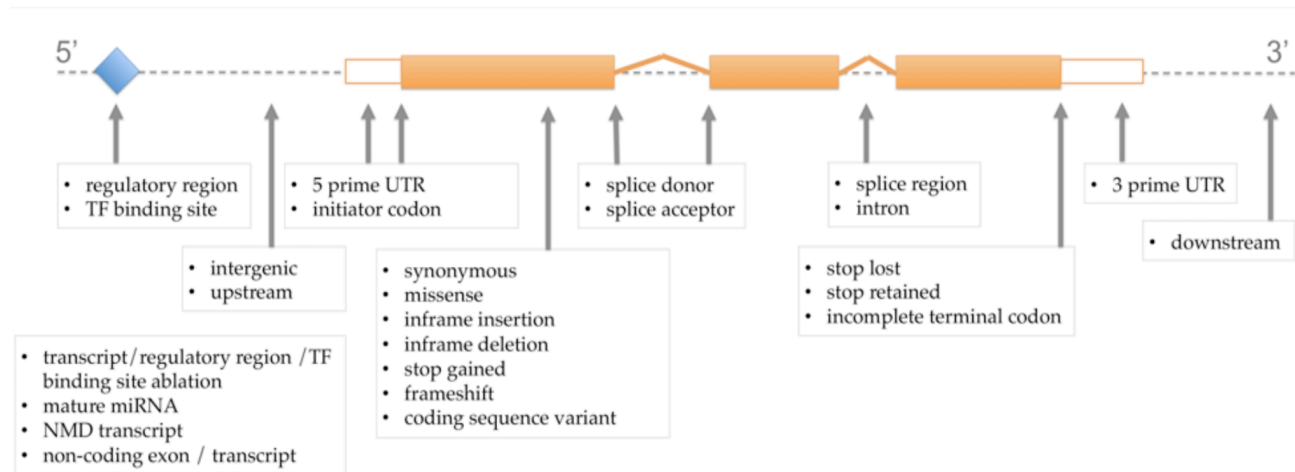 5’
3’
• regulatory region
• TF binding site
• 5 prime UTR
• initiator codon
• splice donor
• splice acceptor
• splice region
• intron
• 3 prime UTR
• downstream
• intergenic
• upstream
• synonymous
• missense
• inframe insertion
• inframe deletion
• stop gained
• frameshift
• coding sequence variant
• stop lost
• stop retained
• incomplete terminal codon
• transcript/regulatory region /TF
binding site ablation
• mature miRNA
• NMD transcript
• non-coding exon / transcript